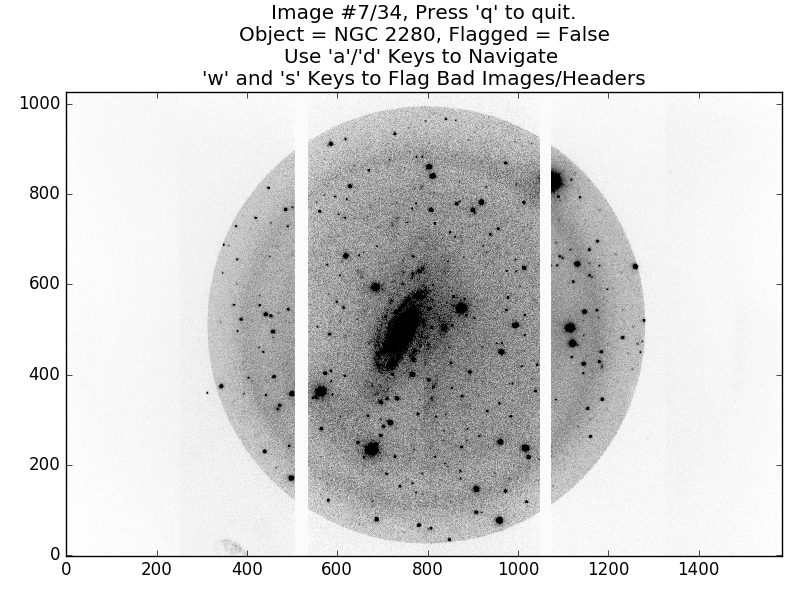 Image #7/34, Press 'q' to quit.
Object = NGC 2280, Flagged = False
Use 'a'/'d' Keys to Navigate
'w' and 's' Keys to Flag Bad Images/Headers
1000
800
600
400
200
0
0 200 400 600 800 1000 1200 1400